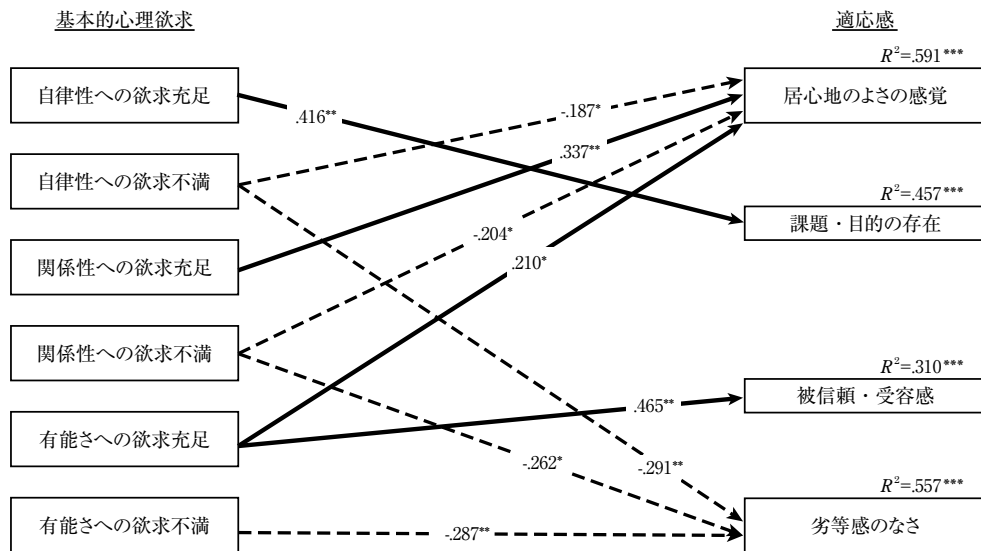 基本的心理欲求
適応感
R²=.591***
自律性への欲求充足
居心地のよさの感覚
-.187*
.416**
.337**
自律性への欲求不満
R²=.457***
課題・目的の存在
-.204*
関係性への欲求充足
.210*
関係性への欲求不満
R²=.310***
被信頼・受容感
.465**
有能さへの欲求充足
-.262*
-.291**
R²=.557***
有能さへの欲求不満
劣等感のなさ
-.287**